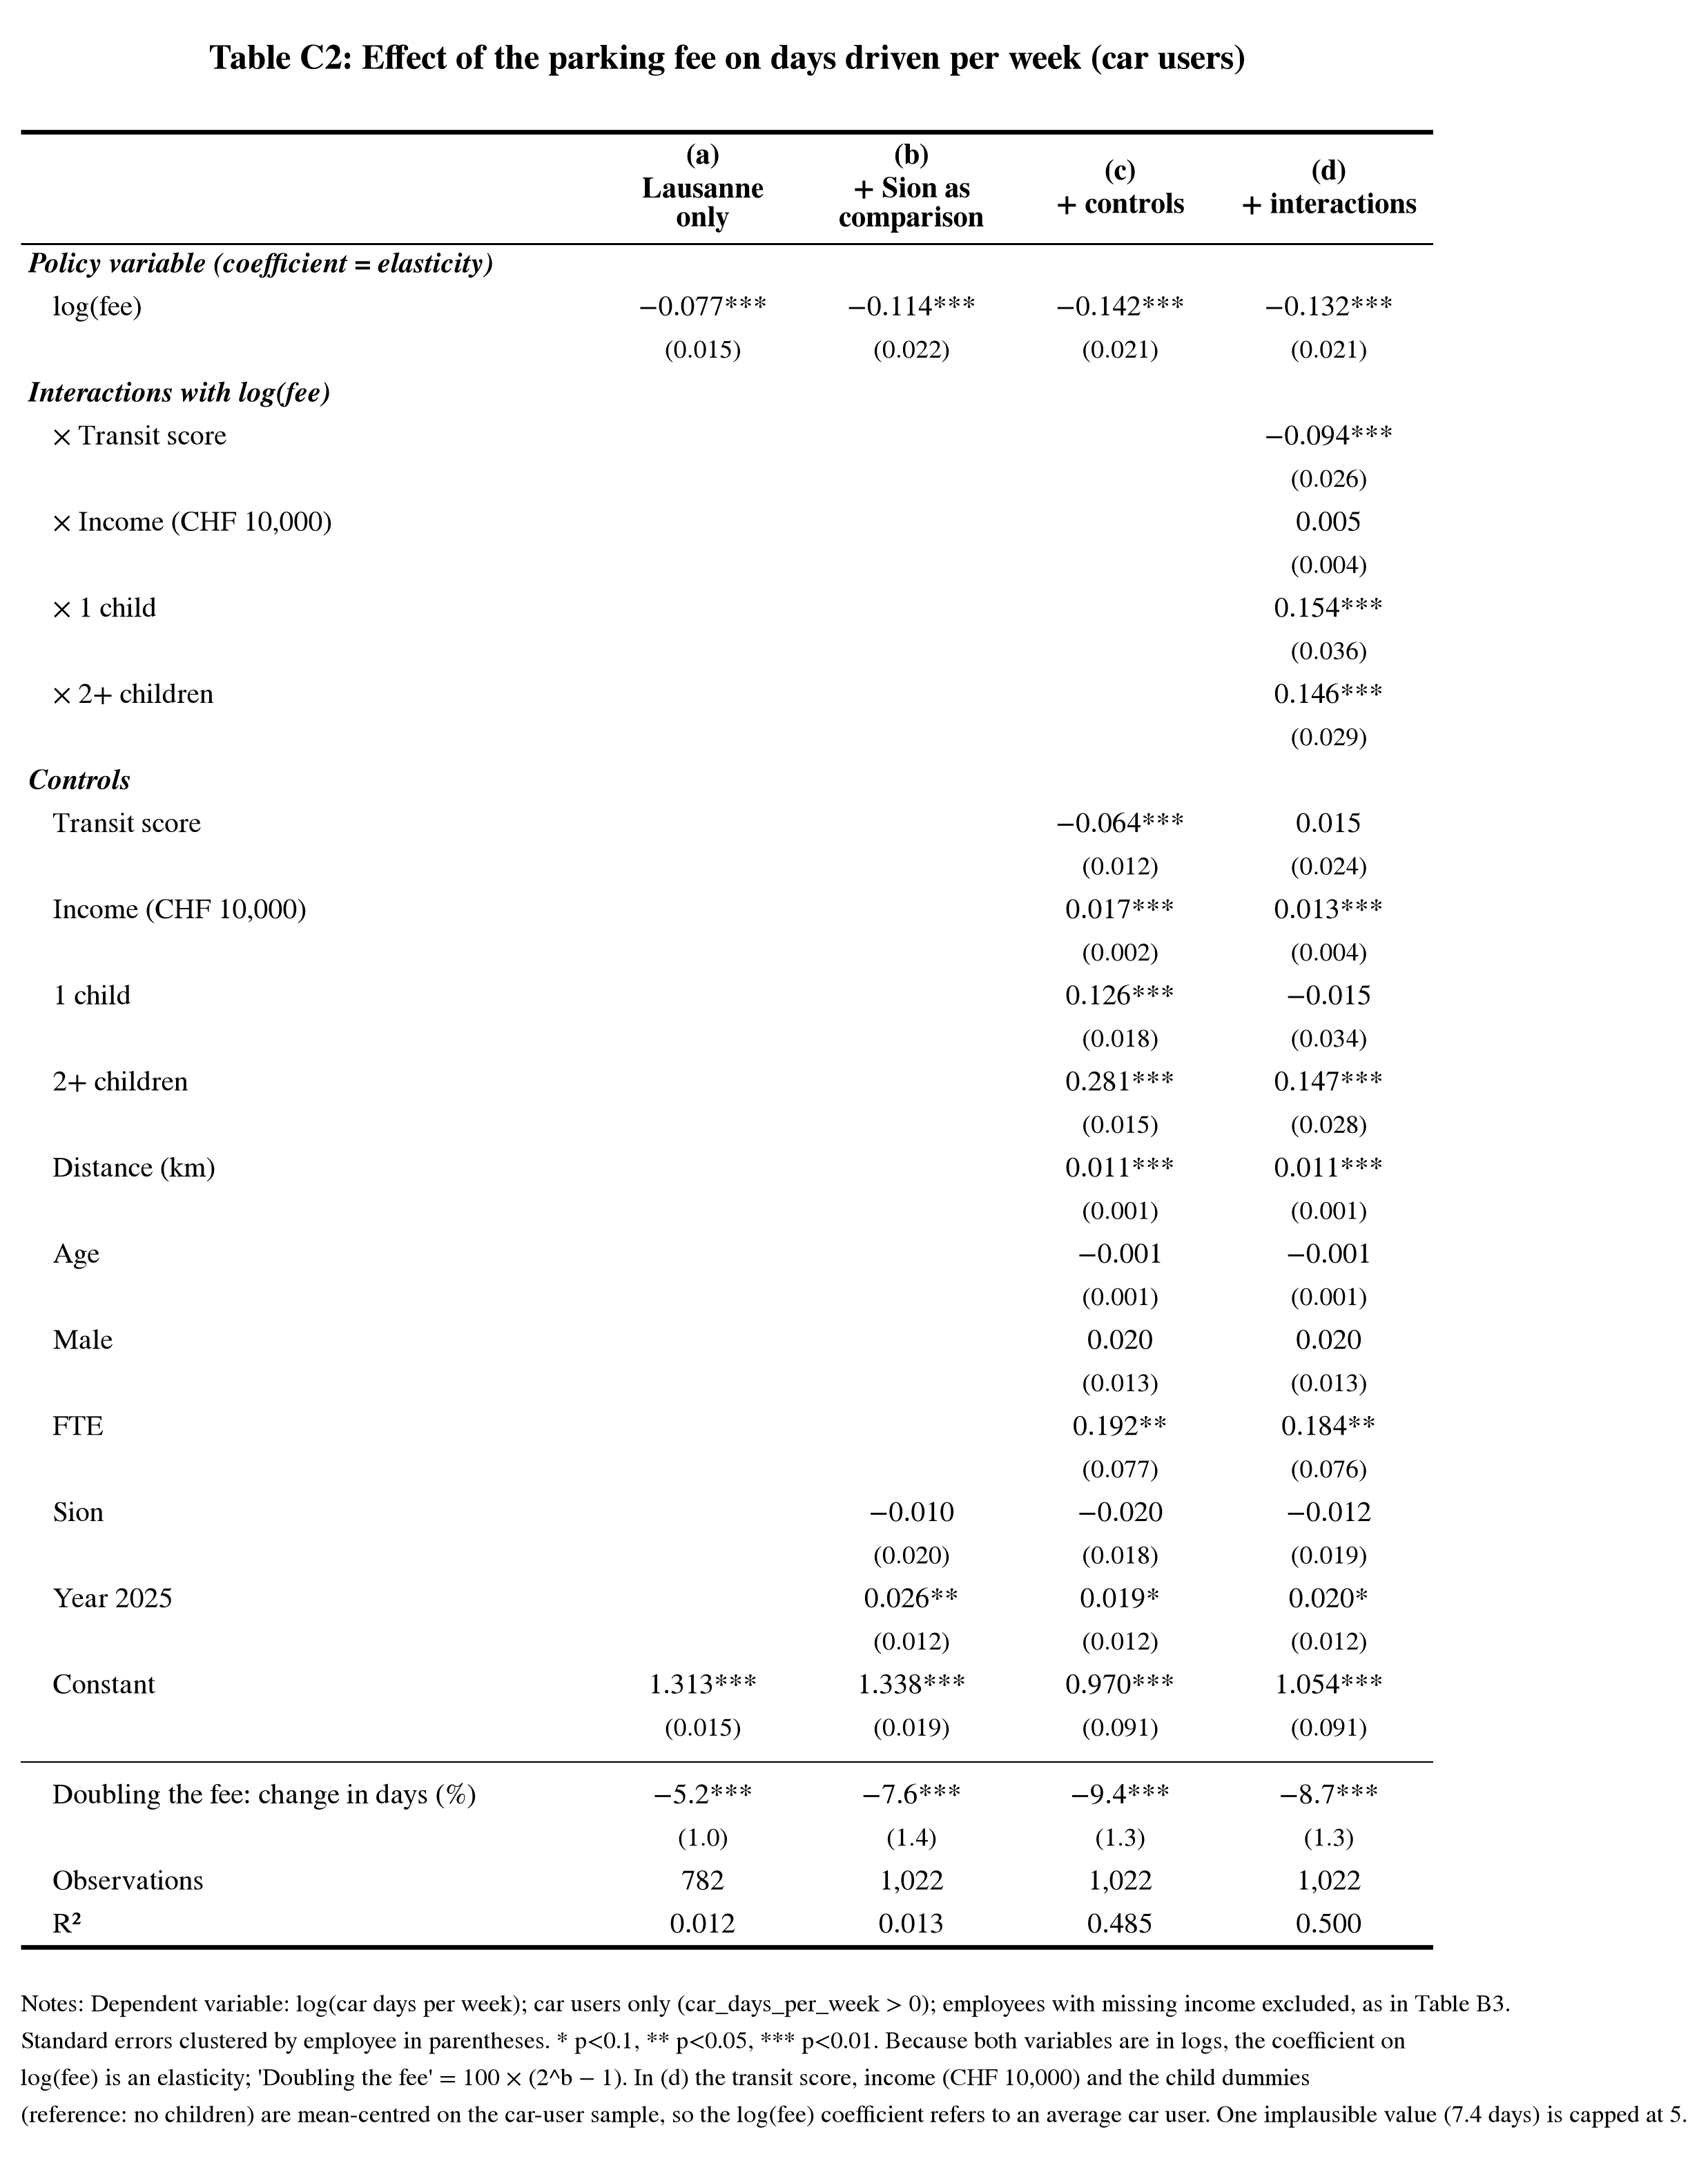 Table C2: Effect of the parking fee on days driven per week (car users)
(a) Lausanne only (b) + Sion as comparison (c) + controls (d) + interactions
Policy variable (coefficient = elasticity)
log(fee) −0.077*** −0.114*** −0.142*** −0.132***
(0.015) (0.022) (0.021) (0.021)
Interactions with log(fee)
× Transit score −0.094***
(0.026)
× Income (CHF 10,000) 0.005
(0.004)
× 1 child 0.154***
(0.036)
× 2+ children 0.146***
(0.029)
Controls
Transit score −0.064*** 0.015
(0.012) (0.024)
Income (CHF 10,000) 0.017*** 0.013***
(0.002) (0.004)
1 child 0.126*** −0.015
(0.018) (0.034)
2+ children 0.281*** 0.147***
(0.015) (0.028)
Distance (km) 0.011*** 0.011***
(0.001) (0.001)
Age −0.001 −0.001
(0.001) (0.001)
Male 0.020 0.020
(0.013) (0.013)
FTE 0.192** 0.184**
(0.077) (0.076)
Sion −0.010 −0.020 −0.012
(0.020) (0.018) (0.019)
Year 2025 0.026** 0.019* 0.020*
(0.012) (0.012) (0.012)
Constant 1.313*** 1.338*** 0.970*** 1.054***
(0.015) (0.019) (0.091) (0.091)
Doubling the fee: change in days (%) −5.2*** −7.6*** −9.4*** −8.7***
(1.0) (1.4) (1.3) (1.3)
Observations 782 1,022 1,022 1,022
R² 0.012 0.013 0.485 0.500
Notes: Dependent variable: log(car days per week); car users only (car_days_per_week > 0); employees with missing income excluded, as in Table B3.
Standard errors clustered by employee in parentheses. * p<0.1, ** p<0.05, *** p<0.01. Because both variables are in logs, the coefficient on
log(fee) is an elasticity; 'Doubling the fee' = 100 × (2^b − 1). In (d) the transit score, income (CHF 10,000) and the child dummies
(reference: no children) are mean-centred on the car-user sample, so the log(fee) coefficient refers to an average car user. One implausible value (7.4 days) is capped at 5.